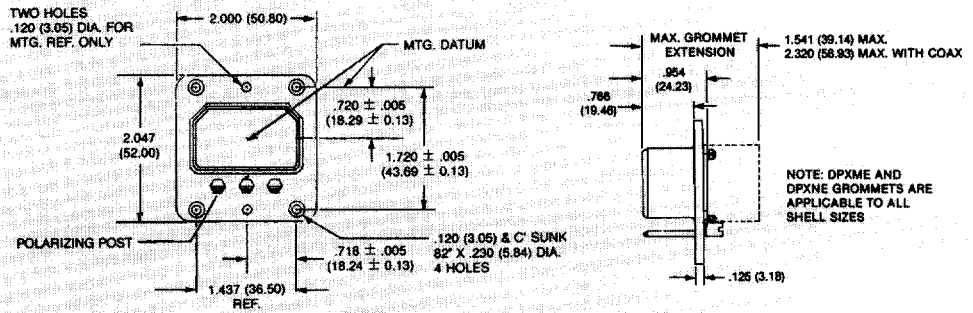 TWO HOLES
.120 (3.05) DIA. FOR
MTG. REF. ONLY
2.000 (50.80)
MTG. DATUM
.720 ± .005
(18.29 ± 0.13)
2.047
(52.00)
1.720 ± .005
(43.69 ± 0.13)
POLARIZING POST
.718 ± .005
(18.24 ± 0.13)
.120 (3.05) & C' SUNK
82° X .230 (5.84) DIA.
4 HOLES
1.437 (36.50)
REF.
MAX. GROMMET
EXTENSION
1.541 (39.14) MAX.
2.320 (58.93) MAX. WITH COAX
.954
(24.23)
.766
(19.46)
NOTE: DPXME AND
DPXNE GROMMETS ARE
APPLICABLE TO ALL
SHELL SIZES
.125 (3.18)